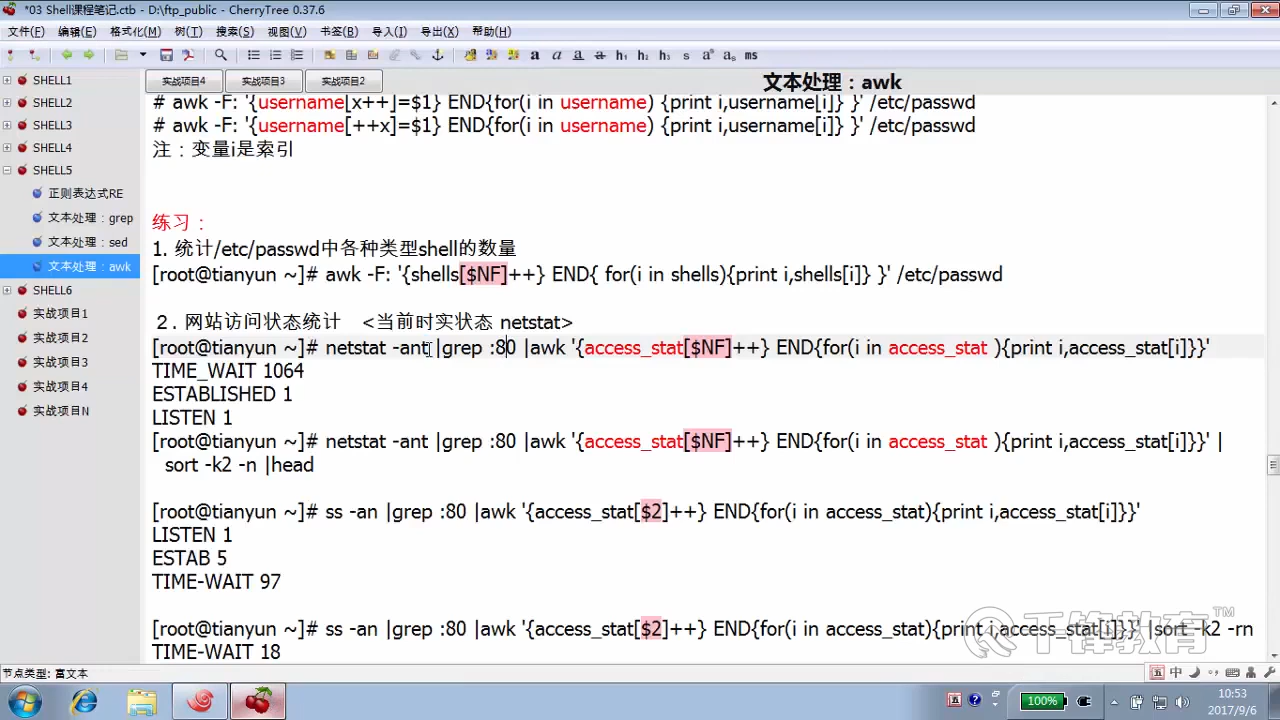 *03 Shell课程笔记.ctb - D:\ftp_public - CherryTree 0.37.6
文件(F) 编辑(E) 格式化(M) 树(T) 搜索(S) 视图(V) 书签(B) 导入(I) 导出(X) 帮助(H)
a a a a h1 h2 h3 s aº aₒ ms
SHELL1
SHELL2
SHELL3
SHELL4
SHELL5
正则表达式RE
文本处理：grep
文本处理：sed
文本处理：awk
SHELL6
实战项目1
实战项目2
实战项目3
实战项目4
实战项目N
实战项目4 实战项目3 实战项目2
文本处理：awk
# awk -F: '{username[x++]=$1} END{for(i in username) {print i,username[i]} }' /etc/passwd
# awk -F: '{username[++x]=$1} END{for(i in username) {print i,username[i]} }' /etc/passwd
注：变量i是索引
练习：
1. 统计/etc/passwd中各种类型shell的数量
[root@tianyun ~]# awk -F: '{shells[$NF]++} END{ for(i in shells){print i,shells[i]} }' /etc/passwd
２. 网站访问状态统计 <当前时实状态 netstat>
[root@tianyun ~]# netstat -ant |grep :80 |awk '{access_stat[$NF]++} END{for(i in access_stat ){print i,access_stat[i]}}'
TIME_WAIT 1064
ESTABLISHED 1
LISTEN 1
[root@tianyun ~]# netstat -ant |grep :80 |awk '{access_stat[$NF]++} END{for(i in access_stat ){print i,access_stat[i]}}' |
sort -k2 -n |head
[root@tianyun ~]# ss -an |grep :80 |awk '{access_stat[$2]++} END{for(i in access_stat){print i,access_stat[i]}}'
LISTEN 1
ESTAB 5
TIME-WAIT 97
[root@tianyun ~]# ss -an |grep :80 |awk '{access_stat[$2]++} END{for(i in access_stat){print i,access_stat[i]}}' |sort -k2 -rn
TIME-WAIT 18
千锋教育™
节点类型: 富文本
五 中
100%
10:53
2017/9/6